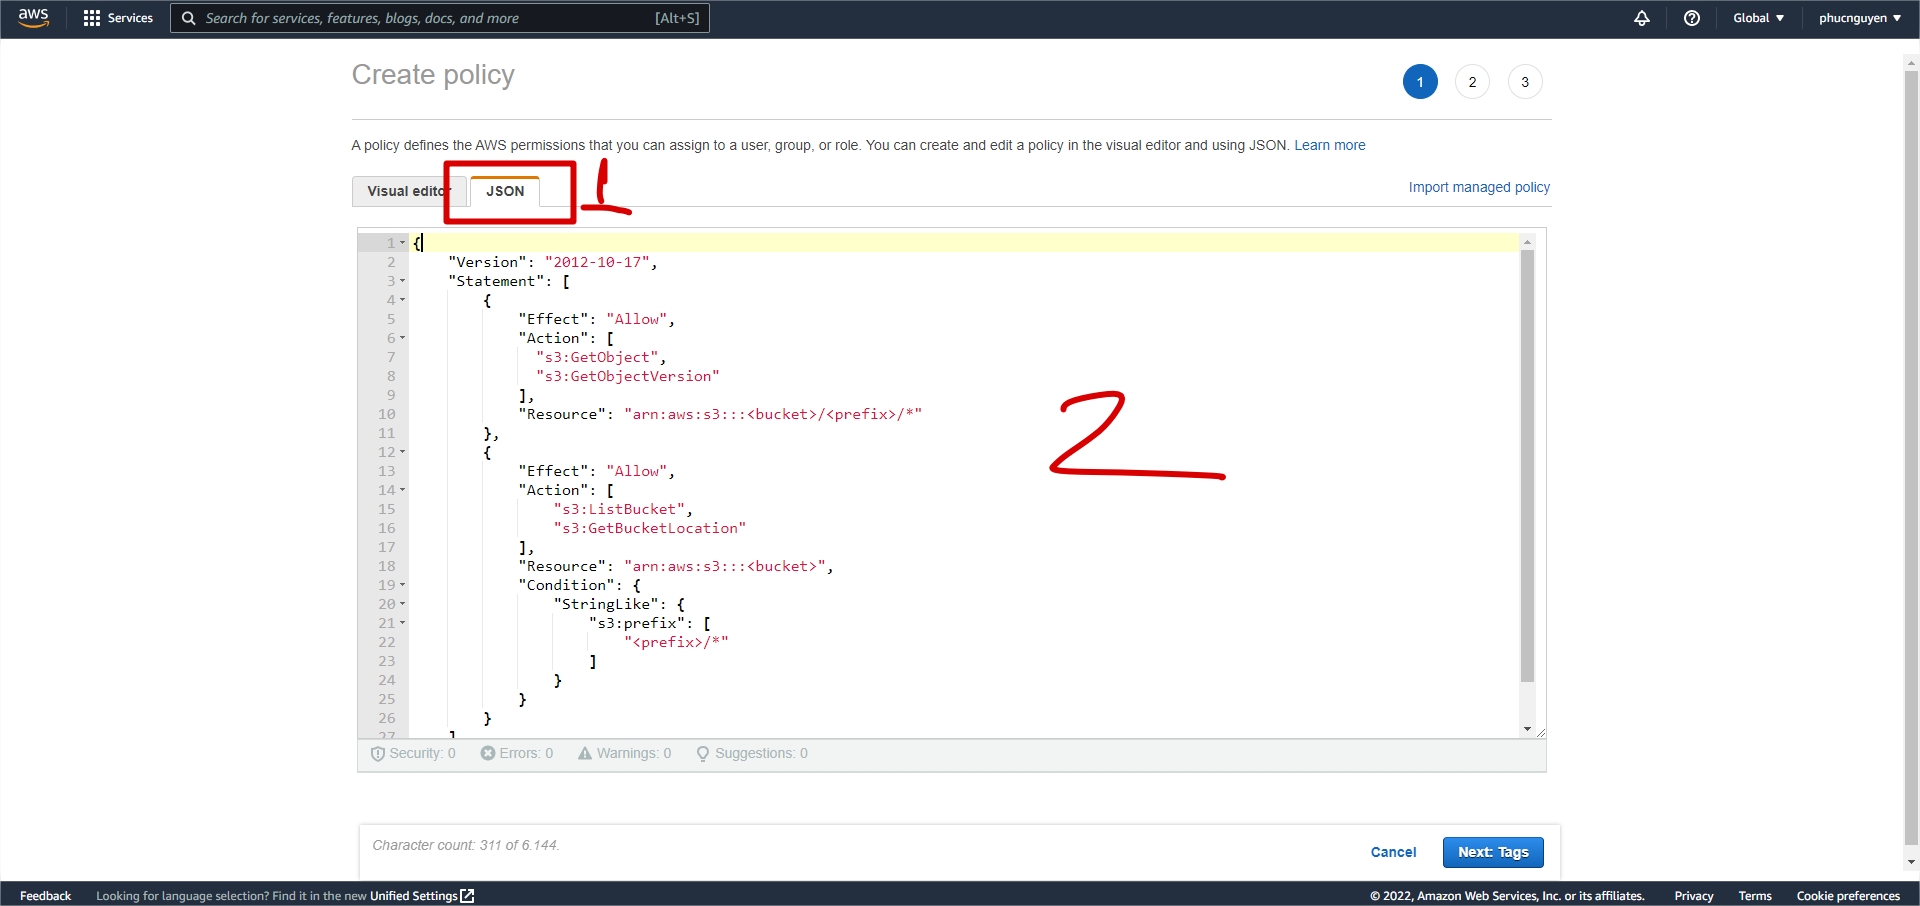 aws
Services
Search for services, features, blogs, docs, and more
[Alt+S]
Global ▼
phucnguyen ▼
Create policy
1
2
3
A policy defines the AWS permissions that you can assign to a user, group, or role. You can create and edit a policy in the visual editor and using JSON. Learn more
Visual editor
JSON
1
Import managed policy
1 {
2 "Version": "2012-10-17",
3 "Statement": [
4 {
5 "Effect": "Allow",
6 "Action": [
7 "s3:GetObject",
8 "s3:GetObjectVersion"
9 ],
10 "Resource": "arn:aws:s3:::<bucket>/<prefix>/*"
11 },
12 {
13 "Effect": "Allow",
14 "Action": [
15 "s3:ListBucket",
16 "s3:GetBucketLocation"
17 ],
18 "Resource": "arn:aws:s3:::<bucket>",
19 "Condition": {
20 "StringLike": {
21 "s3:prefix": [
22 "<prefix>/*"
23 ]
24 }
25 }
26 }
27 ]
2
Security: 0
Errors: 0
Warnings: 0
Suggestions: 0
Character count: 311 of 6.144.
Cancel
Next: Tags
Feedback
Looking for language selection? Find it in the new Unified Settings
© 2022, Amazon Web Services, Inc. or its affiliates.
Privacy
Terms
Cookie preferences